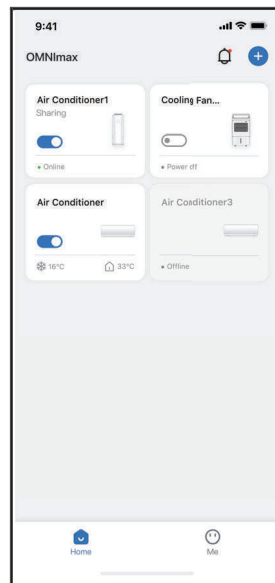 9:41
OMNImax
Air Conditioner1
Sharing
Online
Cooling Fan...
Power off
Air Conditioner
16°C
33°C
Air Conditioner3
Offline
Home
Me